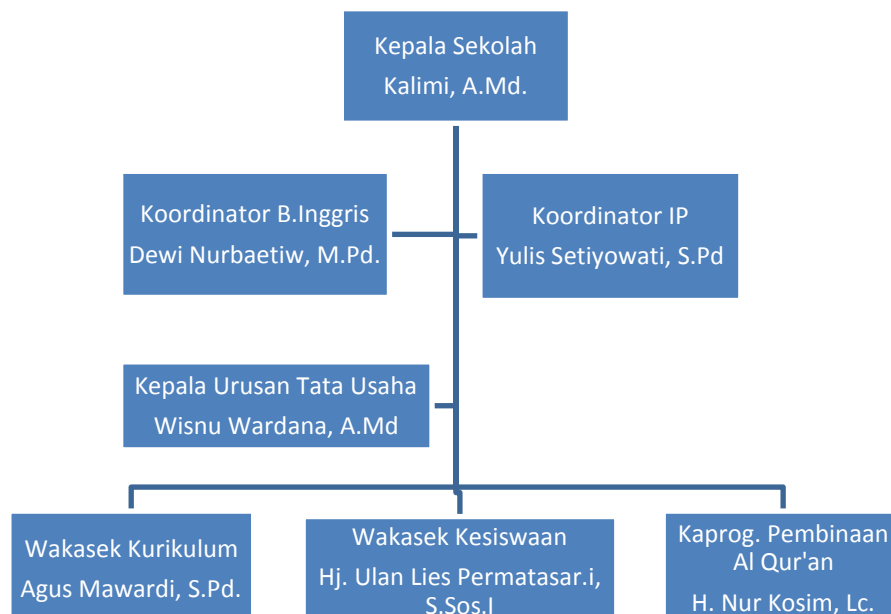 Kepala Sekolah
Kalimi, A.Md.
Koordinator B.Inggris
Dewi Nurbaetiw, M.Pd.
Koordinator IP
Yulis Setiyowati, S.Pd
Kepala Urusan Tata Usaha
Wisnu Wardana, A.Md
Wakasek Kurikulum
Agus Mawardi, S.Pd.
Wakasek Kesiswaan
Hj. Ulan Lies Permatasar.i,
S.Sos.I
Kaprog. Pembinaan
Al Qur'an
H. Nur Kosim, Lc.